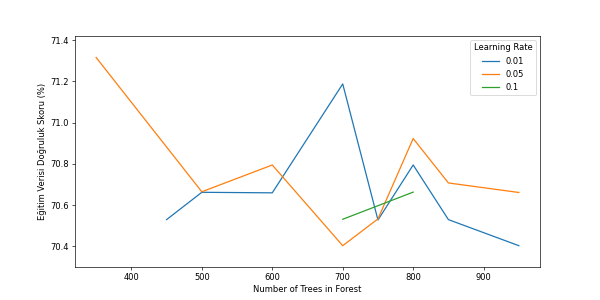 71.4
71.2
71.0
70.8
70.6
70.4
Eğitim Verisi Doğruluk Skoru (%)
Learning Rate
0.01
0.05
0.1
400 500 600 700 800 900
Number of Trees in Forest